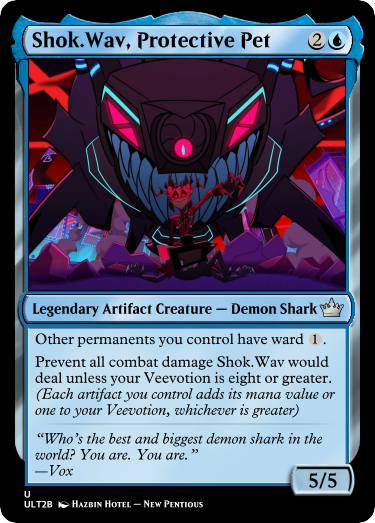 Shok.Wav, Protective Pet 2
Legendary Artifact Creature — Demon Shark
Other permanents you control have ward 1.
Prevent all combat damage Shok.Wav would
deal unless your Veevotion is eight or greater.
(Each artifact you control adds its mana value or
one to your Veevotion, whichever is greater)
“Who’s the best and biggest demon shark in the
world? You are. You are.”
—Vox
5/5
U
ULT2B Hazbin Hotel — New Pentious